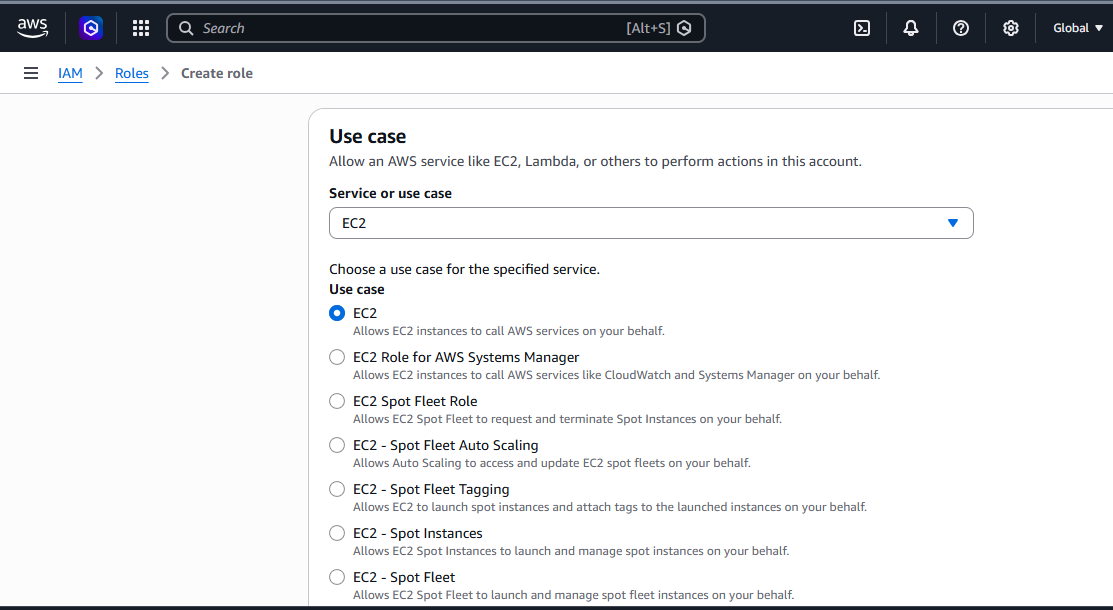 aws
Search [Alt+S]
Global
IAM > Roles > Create role
Use case
Allow an AWS service like EC2, Lambda, or others to perform actions in this account.
Service or use case
EC2
Choose a use case for the specified service.
Use case
EC2
Allows EC2 instances to call AWS services on your behalf.
EC2 Role for AWS Systems Manager
Allows EC2 instances to call AWS services like CloudWatch and Systems Manager on your behalf.
EC2 Spot Fleet Role
Allows EC2 Spot Fleet to request and terminate Spot Instances on your behalf.
EC2 - Spot Fleet Auto Scaling
Allows Auto Scaling to access and update EC2 spot fleets on your behalf.
EC2 - Spot Fleet Tagging
Allows EC2 to launch spot instances and attach tags to the launched instances on your behalf.
EC2 - Spot Instances
Allows EC2 Spot Instances to launch and manage spot instances on your behalf.
EC2 - Spot Fleet
Allows EC2 Spot Fleet to launch and manage spot fleet instances on your behalf.